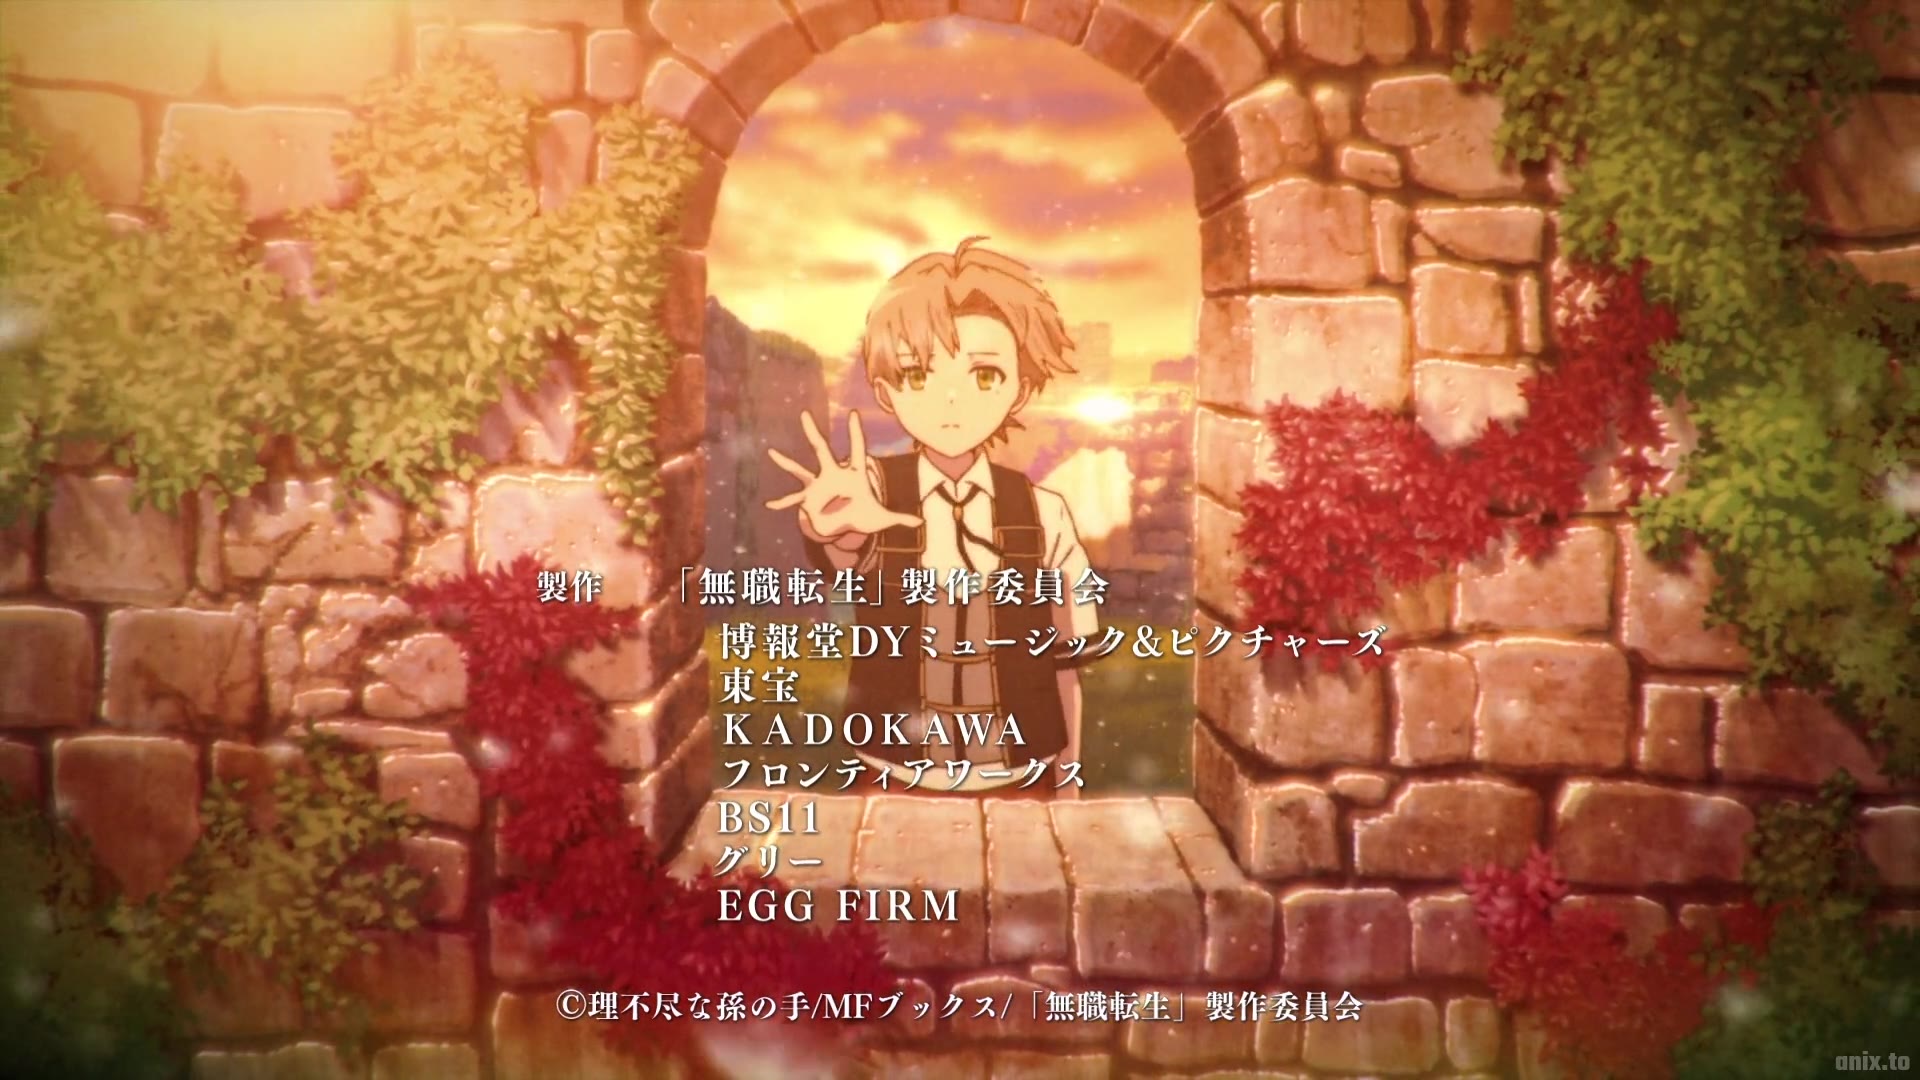 製作 「無職転生」製作委員会
博報堂DYミュージック&ピクチャーズ
東宝
KADOKAWA
フロンティアワークス
BS11
グリー
EGG FIRM
©理不尽な孫の手/MFブックス/「無職転生」製作委員会
anix.to